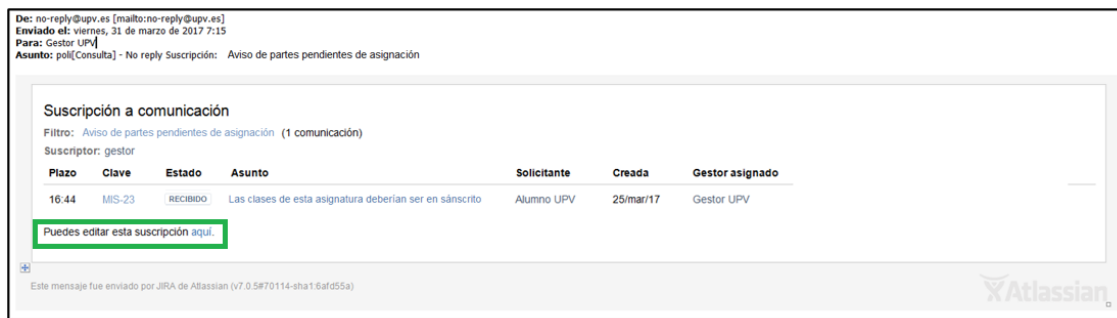 De: no-reply@upv.es [mailto:no-reply@upv.es]
Enviado el: viernes, 31 de marzo de 2017 7:15
Para: Gestor UPV
Asunto: poli[Consulta] - No reply Suscripción: Aviso de partes pendientes de asignación
Suscripción a comunicación
Filtro: Aviso de partes pendientes de asignación (1 comunicación)
Suscriptor: gestor
Plazo Clave Estado Asunto Solicitante Creada Gestor asignado
16:44 MIS-23 RECIBIDO Las clases de esta asignatura deberían ser en sánscrito Alumno UPV 25/mar/17 Gestor UPV
Puedes editar esta suscripción aquí.
Este mensaje fue enviado por JIRA de Atlassian (v7.0.5#70114-sha1:6afd55a)
Atlassian